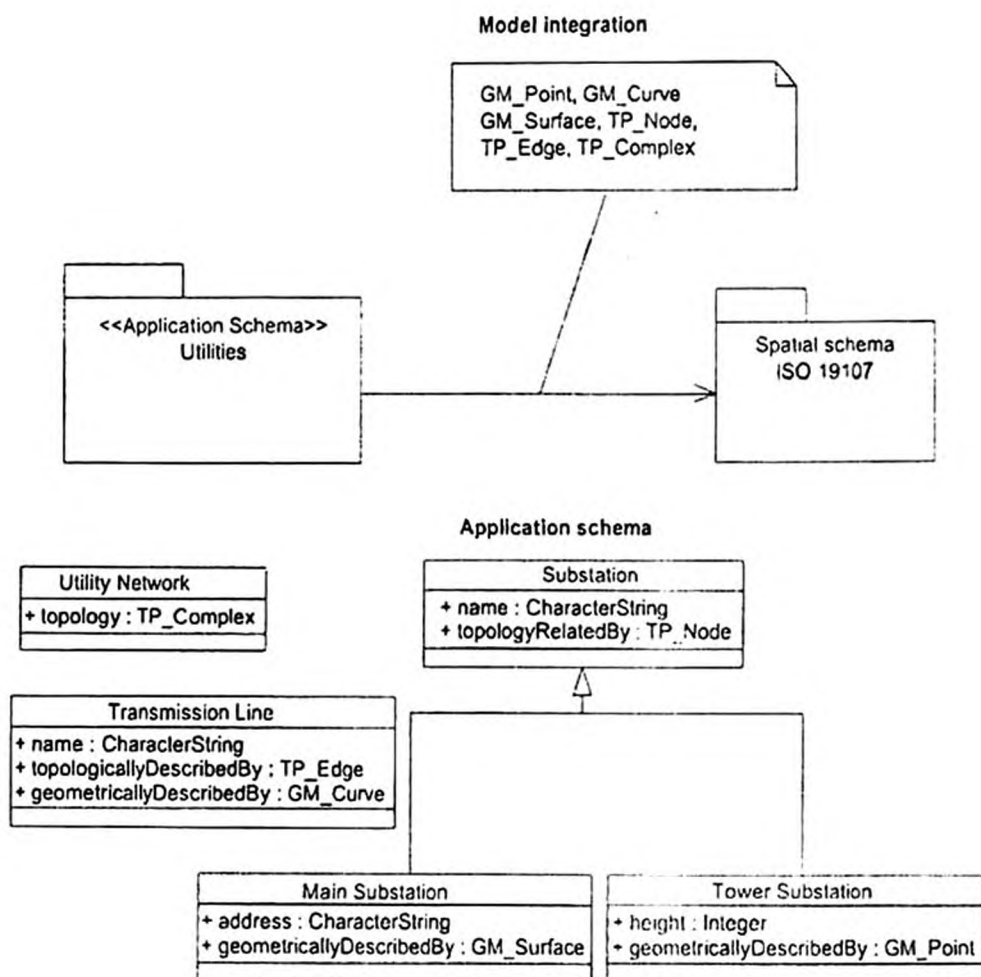 Model integration
GM_Point, GM_Curve
GM_Surface, TP_Node,
TP_Edge, TP_Complex
<<Application Schema>>
Utilities
Spatial schema
ISO 19107
Application schema
Utility Network
+ topology : TP_Complex
Substation
+ name : CharacterString
+ topologyRelatedBy : TP_Node
Transmission Line
+ name : CharacterString
+ topologicallyDescribedBy : TP_Edge
+ geometricallyDescribedBy : GM_Curve
Main Substation
+ address : CharacterString
+ geometricallyDescribedBy : GM_Surface
Tower Substation
+ height : Integer
+ geometricallyDescribedBy : GM_Point